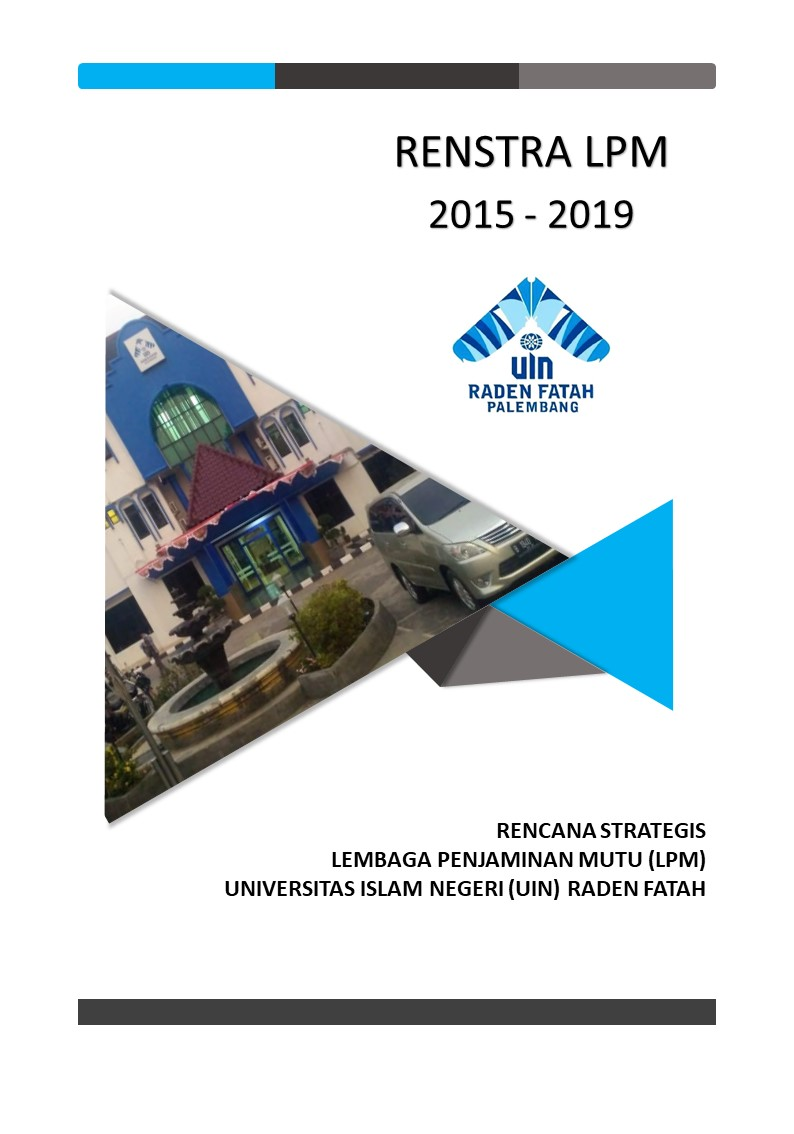 RENSTRA LPM
2015 - 2019
UIN
RADEN FATAH
PALEMBANG
RENCANA STRATEGIS
LEMBAGA PENJAMINAN MUTU (LPM)
UNIVERSITAS ISLAM NEGERI (UIN) RADEN FATAH